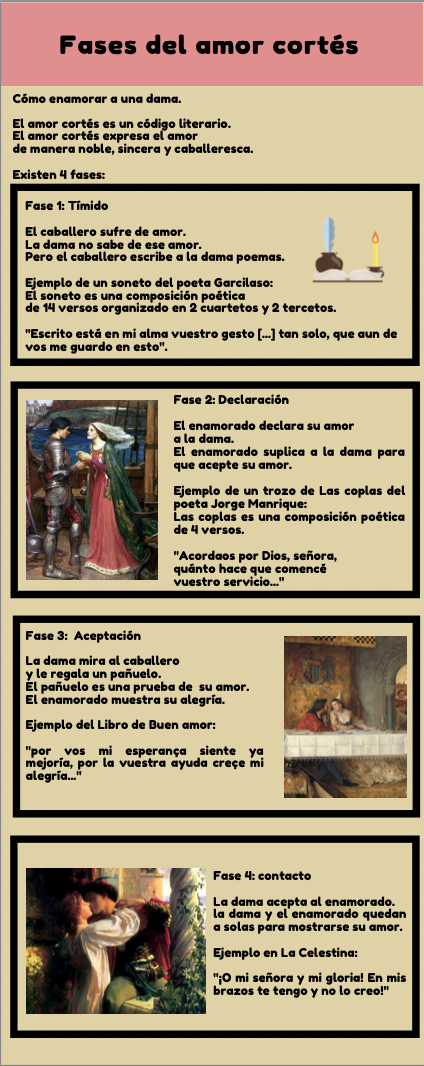 Fases del amor cortés
Cómo enamorar a una dama.
El amor cortés es un código literario.
El amor cortés expresa el amor
de manera noble, sincera y caballeresca.
Existen 4 fases:
Fase 1: Tímido
El caballero sufre de amor.
La dama no sabe de ese amor.
Pero el caballero escribe a la dama poemas.
Ejemplo de un soneto del poeta Garcilaso:
El soneto es una composición poética
de 14 versos organizado en 2 cuartetos y 2 tercetos.
"Escrito está en mi alma vuestro gesto [...] tan solo, que aun de
vos me guardo en esto".
Fase 2: Declaración
El enamorado declara su amor
a la dama.
El enamorado suplica a la dama para
que acepte su amor.
Ejemplo de un trozo de Las coplas del
poeta Jorge Manrique:
Las coplas es una composición poética
de 4 versos.
"Acordaos por Dios, señora,
quánto hace que comencé
vuestro servicio..."
Fase 3: Aceptación
La dama mira al caballero
y le regala un pañuelo.
El pañuelo es una prueba de su amor.
El enamorado muestra su alegría.
Ejemplo del Libro de Buen amor:
"por vos mi esperança siente ya
mejoría, por la vuestra ayuda creçe mi
alegría..."
Fase 4: contacto
La dama acepta al enamorado.
la dama y el enamorado quedan
a solas para mostrarse su amor.
Ejemplo en La Celestina:
"¡O mi señora y mi gloria! En mis
brazos te tengo y no lo creo!"